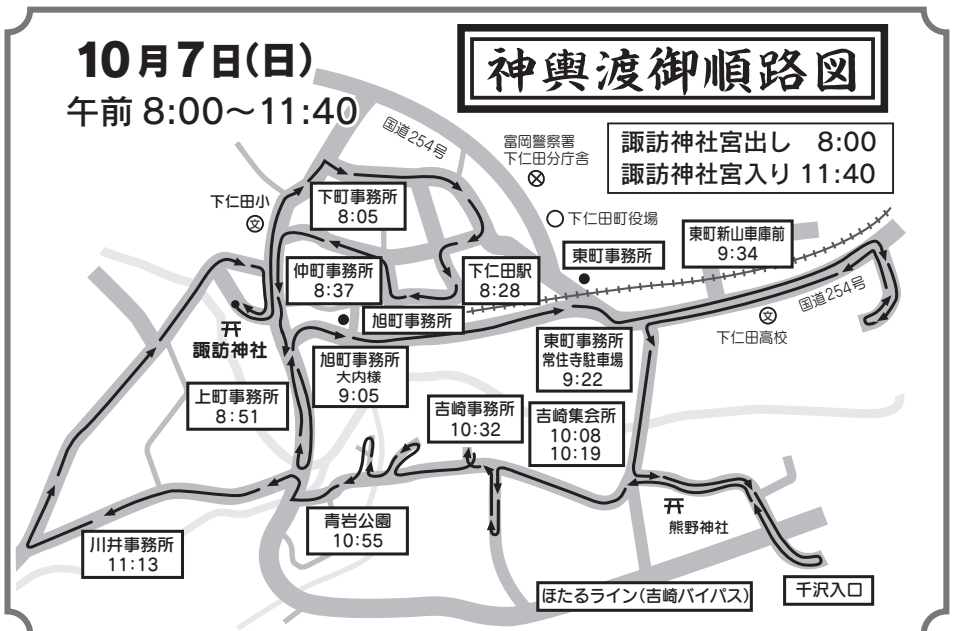 10月7日(日)
午前 8:00〜11:40
神輿渡御順路図
諏訪神社宮出し 8:00
諏訪神社宮入り 11:40
国道254号
富岡警察署
下仁田分庁舎
下仁田小
文
下町事務所
8:05
下仁田町役場
東町事務所
東町新山車庫前
9:34
仲町事務所
8:37
下仁田駅
8:28
旭町事務所
国道254号
文
下仁田高校
諏訪神社
旭町事務所
大内様
9:05
東町事務所
常住寺駐車場
9:22
上町事務所
8:51
吉崎事務所
10:32
吉崎集会所
10:08
10:19
熊野神社
青岩公園
10:55
川井事務所
11:13
ほたるライン(吉崎バイパス)
千沢入口